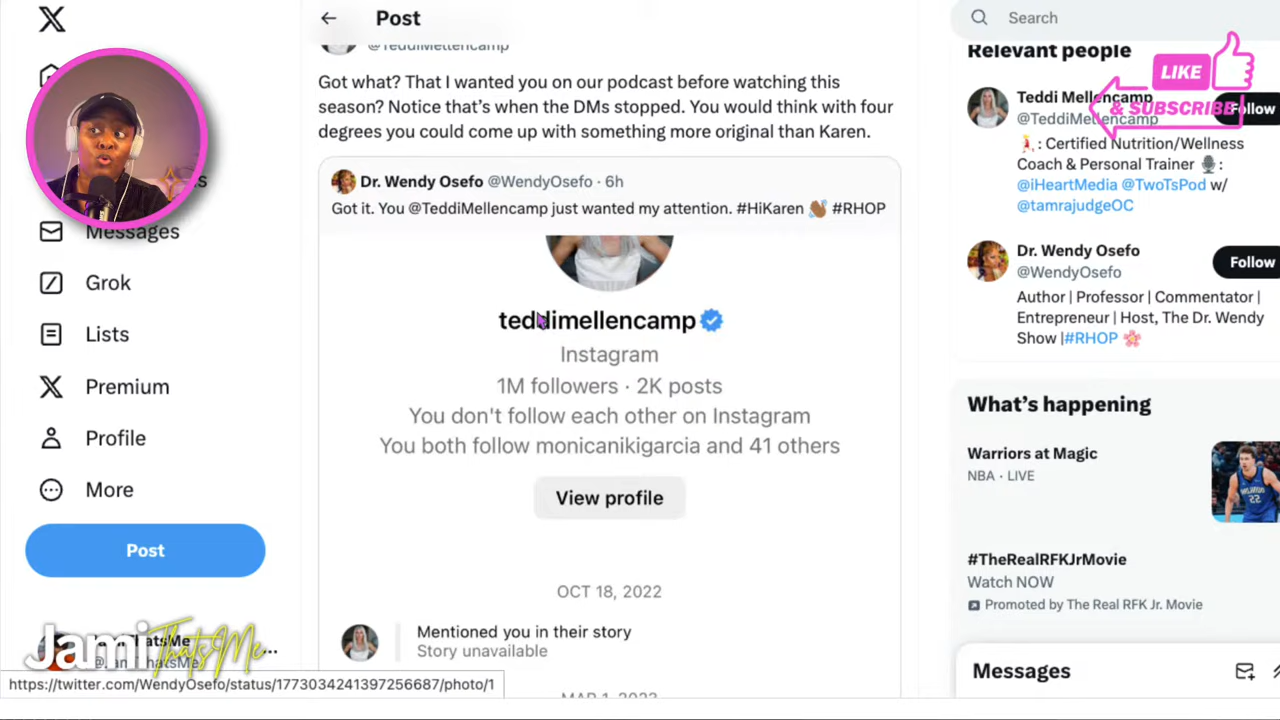 Post
@TeddiMellencamp
Got what? That I wanted you on our podcast before watching this
season? Notice that's when the DMs stopped. You would think with four
degrees you could come up with something more original than Karen.
Dr. Wendy Osefo @WendyOsefo · 6h
Got it. You @TeddiMellencamp just wanted my attention. #HiKaren 👋🏾 #RHOP
teddimellencamp
Instagram
1M followers · 2K posts
You don't follow each other on Instagram
You both follow monicanikigarcia and 41 others
View profile
OCT 18, 2022
Mentioned you in their story
Story unavailable
MAR 1, 2023
Messages
Grok
Lists
Premium
Profile
More
Post
JamiThatsMe
JamiThatsMe
@JamiThatsMe
https://twitter.com/WendyOsefo/status/1773034241397256687/photo/1
Search
Relevant people
LIKE
& SUBSCRIBE
Teddi Mellencamp
@TeddiMellencamp
Follow
💃: Certified Nutrition/Wellness
Coach & Personal Trainer 🎙️:
@iHeartMedia @TwoTsPod w/
@tamrajudgeOC
Dr. Wendy Osefo
@WendyOsefo
Follow
Author | Professor | Commentator |
Entrepreneur | Host, The Dr. Wendy
Show |#RHOP 🌸
What's happening
Warriors at Magic
NBA · LIVE
#TheRealRFKJrMovie
Watch NOW
Promoted by The Real RFK Jr. Movie
Messages